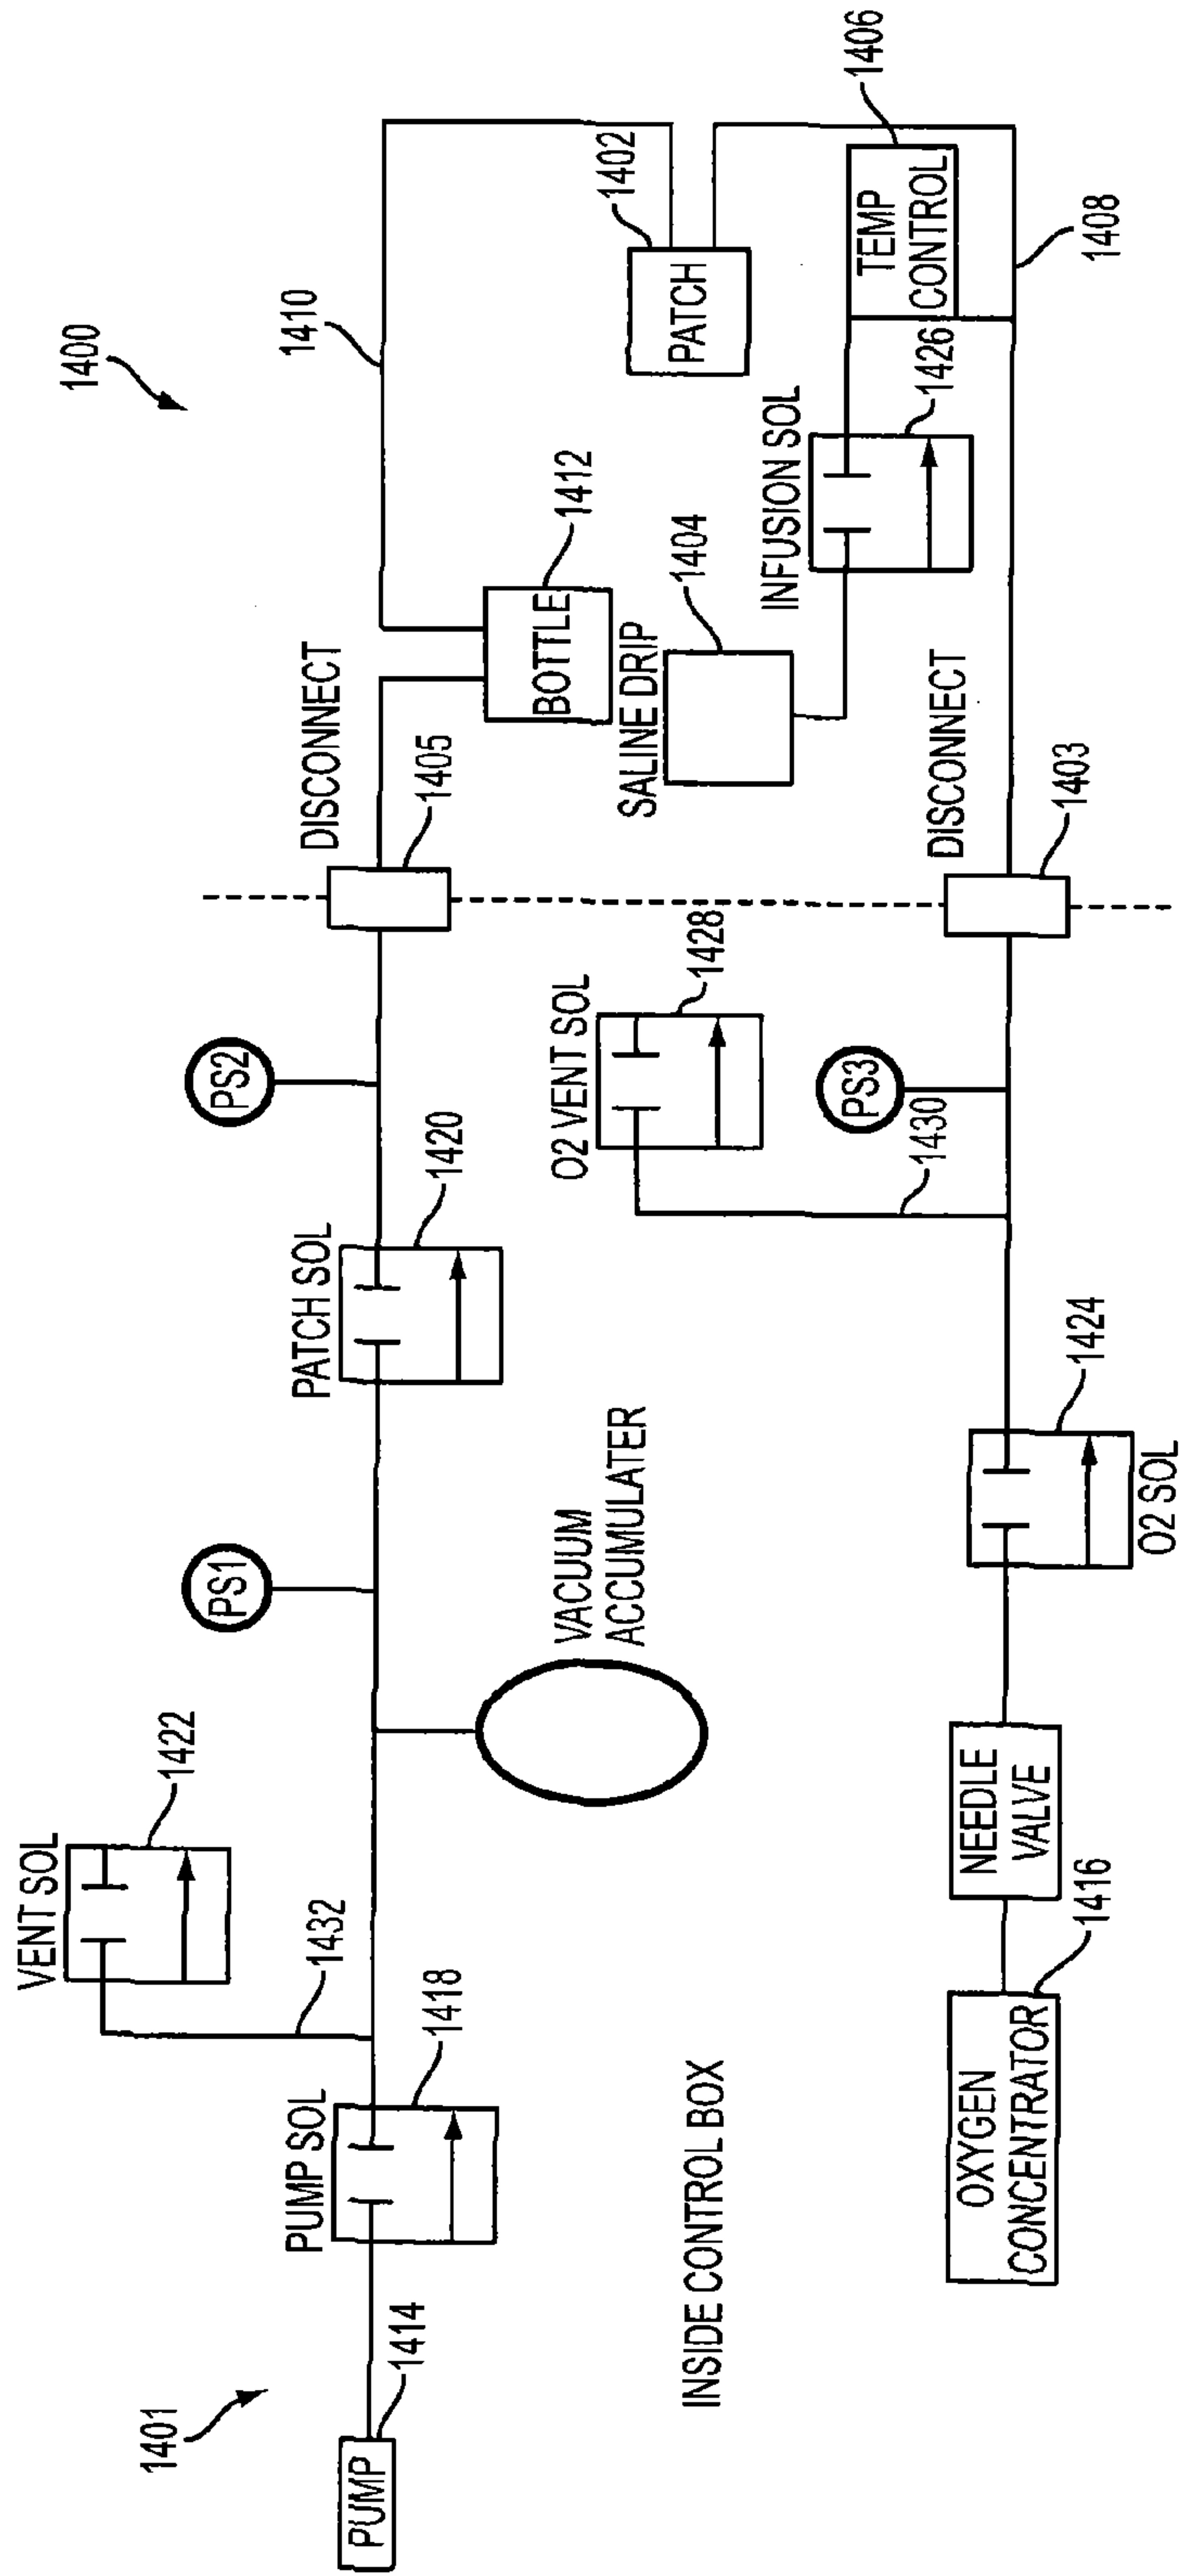 1400
1401
PUMP
1414
PUMP SOL
1418
1432
VENT SOL
1422
VACUUM
ACCUMULATER
PS1
PATCH SOL
1420
PS2
DISCONNECT
1405
BOTTLE
1412
1410
PATCH
1402
SALINE DRIP
1404
INFUSION SOL
1426
TEMP
CONTROL
1406
1408
DISCONNECT
1403
O2 VENT SOL
1428
PS3
1430
O2 SOL
1424
NEEDLE
VALVE
OXYGEN
CONCENTRATOR
1416
INSIDE CONTROL BOX